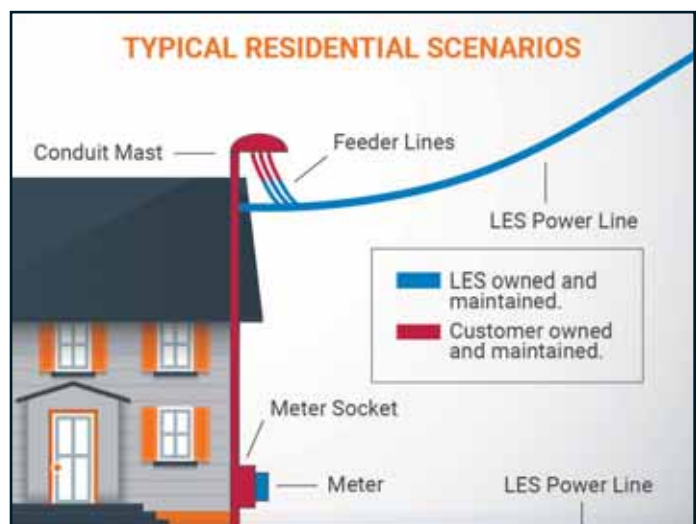 TYPICAL RESIDENTIAL SCENARIOS
Conduit Mast
Feeder Lines
LES Power Line
LES owned and
maintained.
Customer owned
and maintained.
Meter Socket
Meter
LES Power Line